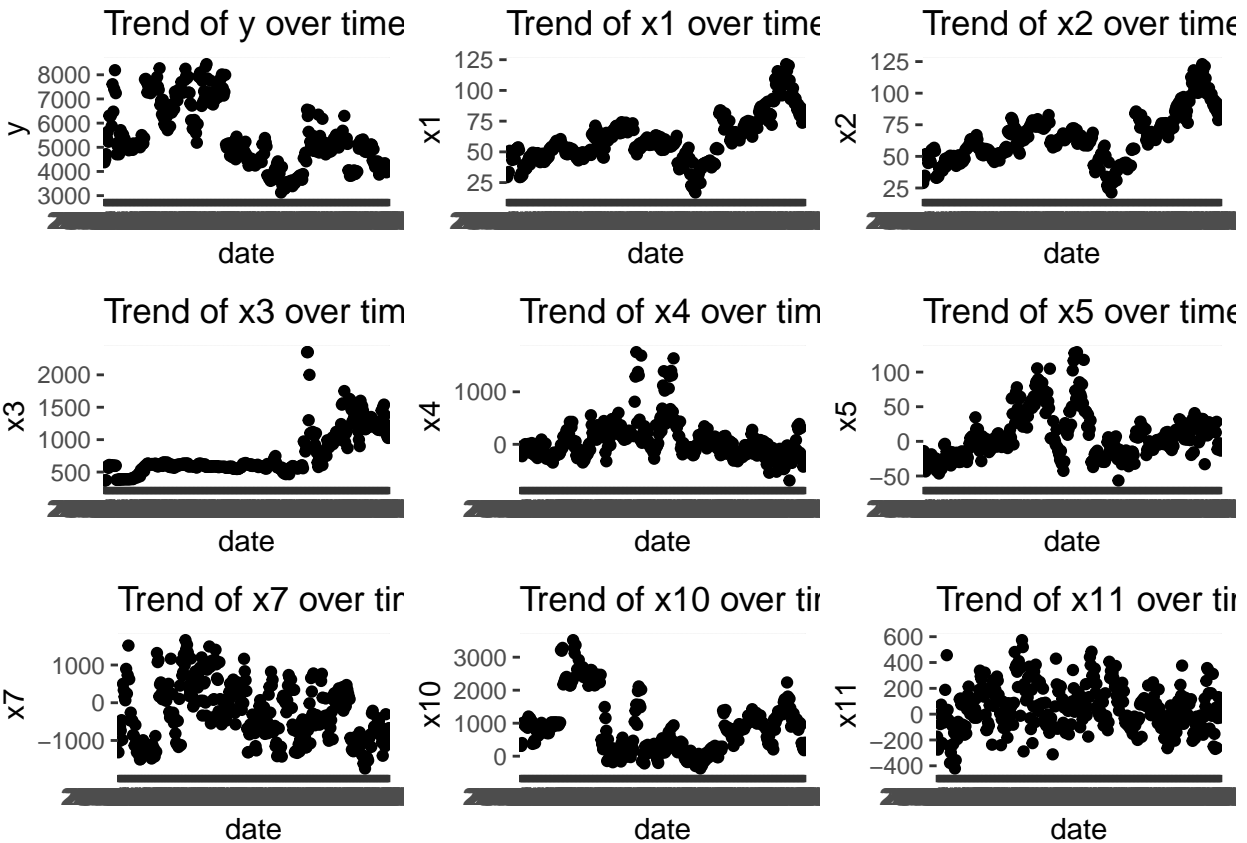 Trend of y over time
Trend of x1 over time
Trend of x2 over time
8000
7000
6000
5000
4000
3000
y
date
125
100
75
50
25
x1
date
125
100
75
50
25
x2
date
Trend of x3 over tim
Trend of x4 over tim
Trend of x5 over time
2000
1500
1000
500
x3
date
1000
0
x4
date
100
50
0
−50
x5
date
Trend of x7 over
Trend of x10 over
Trend of x11 over
1000
0
−1000
x7
date
3000
2000
1000
0
x10
date
600
400
200
0
−200
−400
x11
date